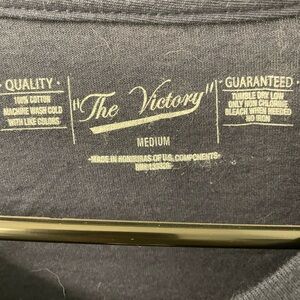 · QUALITY ·
100% COTTON
MACHINE WASH COLD
WITH LIKE COLORS
"The Victory"
MEDIUM
MADE IN HONDURAS OF U.S. COMPONENTS
· GUARANTEED ·
TUMBLE DRY LOW
ONLY NON CHLORINE
BLEACH WHEN NEEDED
NO IRON